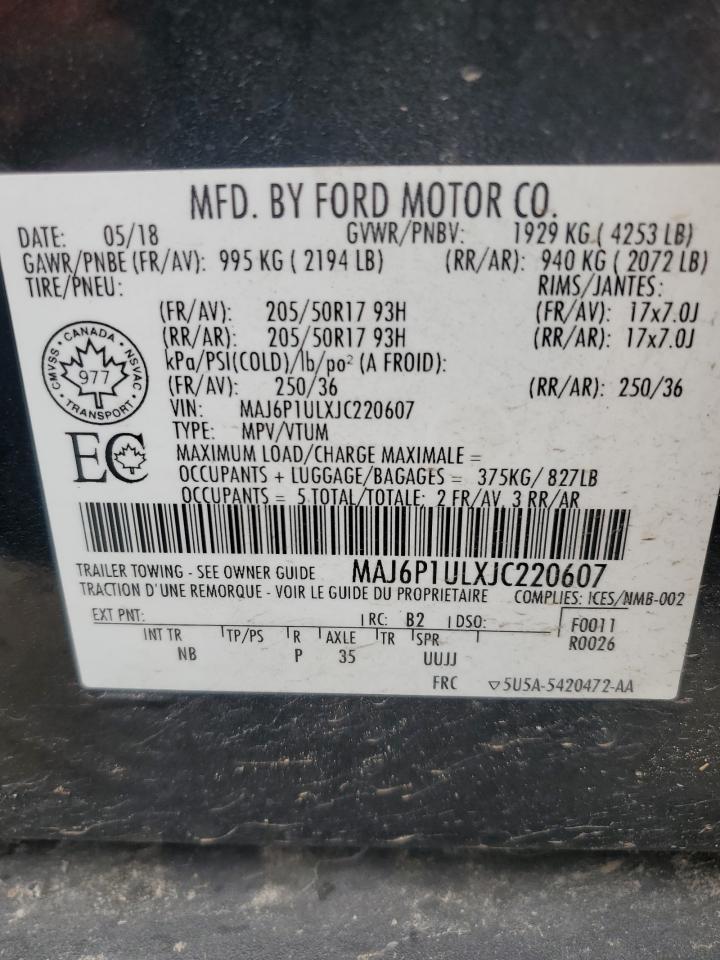 MFD. BY FORD MOTOR CO.
DATE: 05/18 GVWR/PNBV: 1929 KG ( 4253 LB)
GAWR/PNBE (FR/AV): 995 KG ( 2194 LB) (RR/AR): 940 KG ( 2072 LB)
TIRE/PNEU: RIMS/JANTES:
(FR/AV): 205/50R17 93H (FR/AV): 17x7.0J
(RR/AR): 205/50R17 93H (RR/AR): 17x7.0J
kPa/PSI(COLD)/lb/po² (A FROID):
(FR/AV): 250/36 (RR/AR): 250/36
CMVSS • CANADA • NSVAC
977
• TRANSPORT •
VIN: MAJ6P1ULXJC220607
TYPE: MPV/VTUM
EC
MAXIMUM LOAD/CHARGE MAXIMALE =
OCCUPANTS + LUGGAGE/BAGAGES = 375KG/ 827LB
OCCUPANTS = 5 TOTAL/TOTALE: 2 FR/AV, 3 RR/AR
TRAILER TOWING - SEE OWNER GUIDE MAJ6P1ULXJC220607
TRACTION D'UNE REMORQUE - VOIR LE GUIDE DU PROPRIETAIRE COMPLIES: ICES/NMB-002
EXT PNT: RC: B2 DSO: F0011
R0026
INT TR TP/PS R AXLE TR SPR
NB P 35 UUJJ
FRC ▽5U5A-5420472-AA